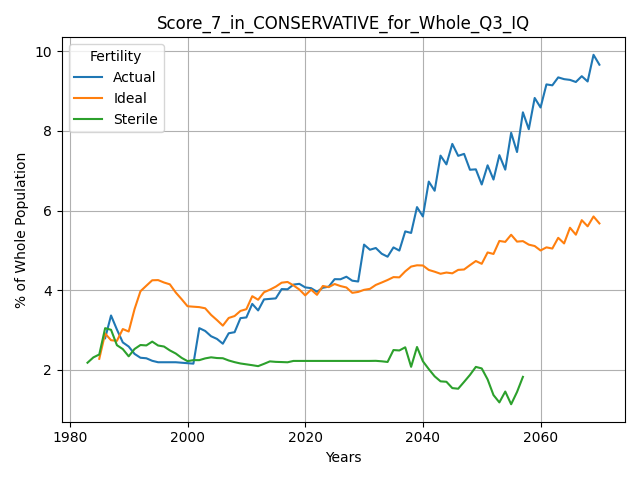 Score_7_in_CONSERVATIVE_for_Whole_Q3_IQ
Fertility
Actual
Ideal
Sterile
% of Whole Population
10
8
6
4
2
1980
2000
2020
2040
2060
Years